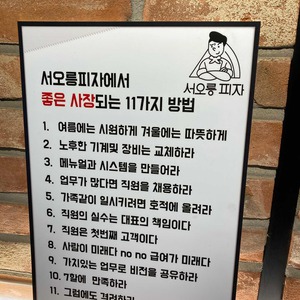 서오릉피자에서
좋은 사장되는 11가지 방법
서오릉 피자
1. 여름에는 시원하게 겨울에는 따뜻하게
2. 노후한 기계및 장비는 교체하라
3. 메뉴얼과 시스템을 만들어라
4. 업무가 많다면 직원을 채용하라
5. 가족같이 일시키려면 호적에 올려라
6. 직원의 실수는 대표의 책임이다
7. 직원은 첫번째 고객이다
8. 사람이 미래다 no no 급여가 미래다
9. 가치있는 업무로 비전을 공유하라
10. 7할에 만족하라
11. 그럼에도 격려하라